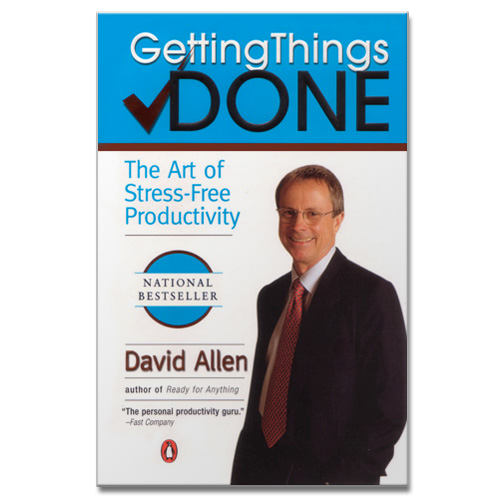 GettingThings
DONE
The Art of
Stress-Free
Productivity
NATIONAL
BESTSELLER
David Allen
author of Ready for Anything
"The personal productivity guru."
–Fast Company